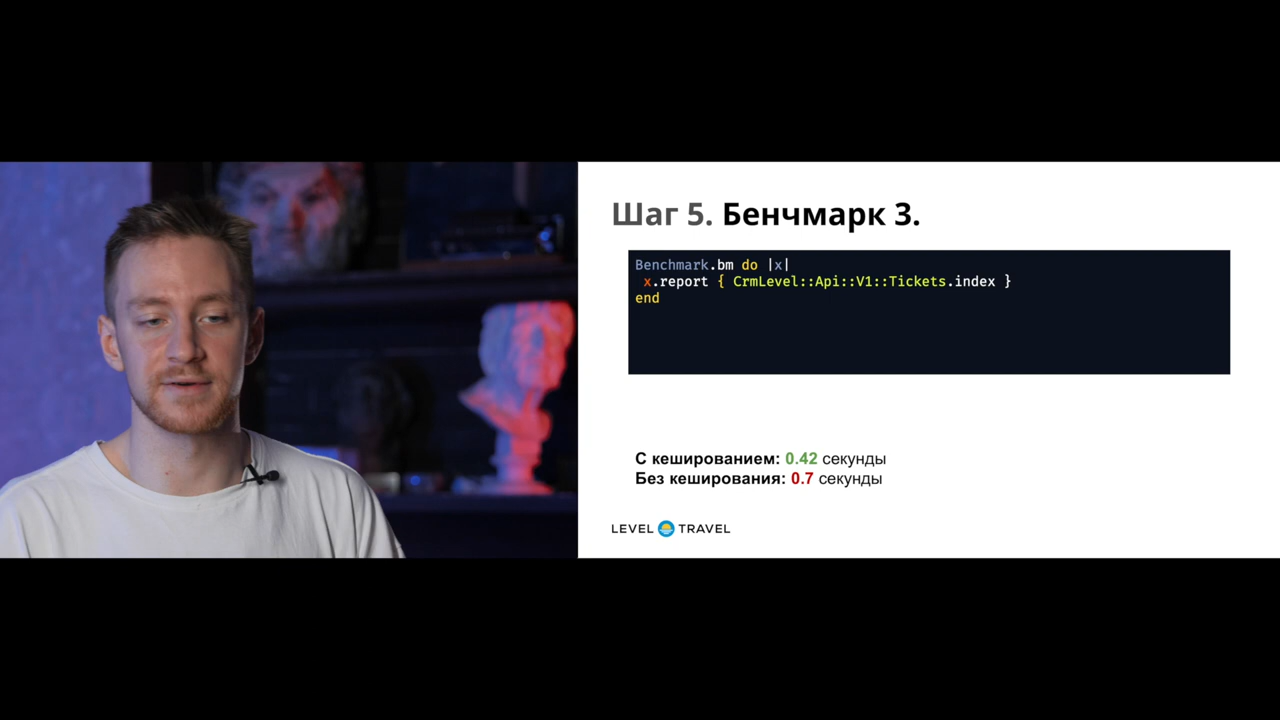 Шаг 5. Бенчмарк 3.
Benchmark.bm do |x|
x.report { CrmLevel::Api::V1::Tickets.index }
end
С кешированием: 0.42 секунды
Без кеширования: 0.7 секунды
LEVEL TRAVEL